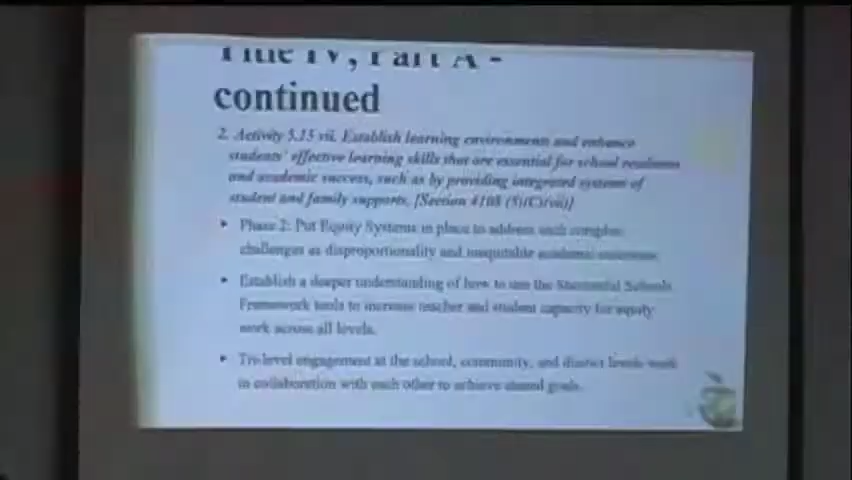 Title IV, Part A -
continued
2. Activity 5.15 vii. Establish learning environments and enhance
students' effective learning skills that are essential for school readiness
and academic success, such as by providing integrated systems of
student and family supports. [Section 4108 (5)(C)(vii)]
• Phase 2: Put Equity Systems in place to address such complex
challenges as disproportionality and inequitable academic outcomes.
• Establish a deeper understanding of how to use the Successful Schools
Framework tools to increase teacher and student capacity for equity
work across all levels.
• Tri-level engagement at the school, community, and district levels work
in collaboration with each other to achieve shared goals.